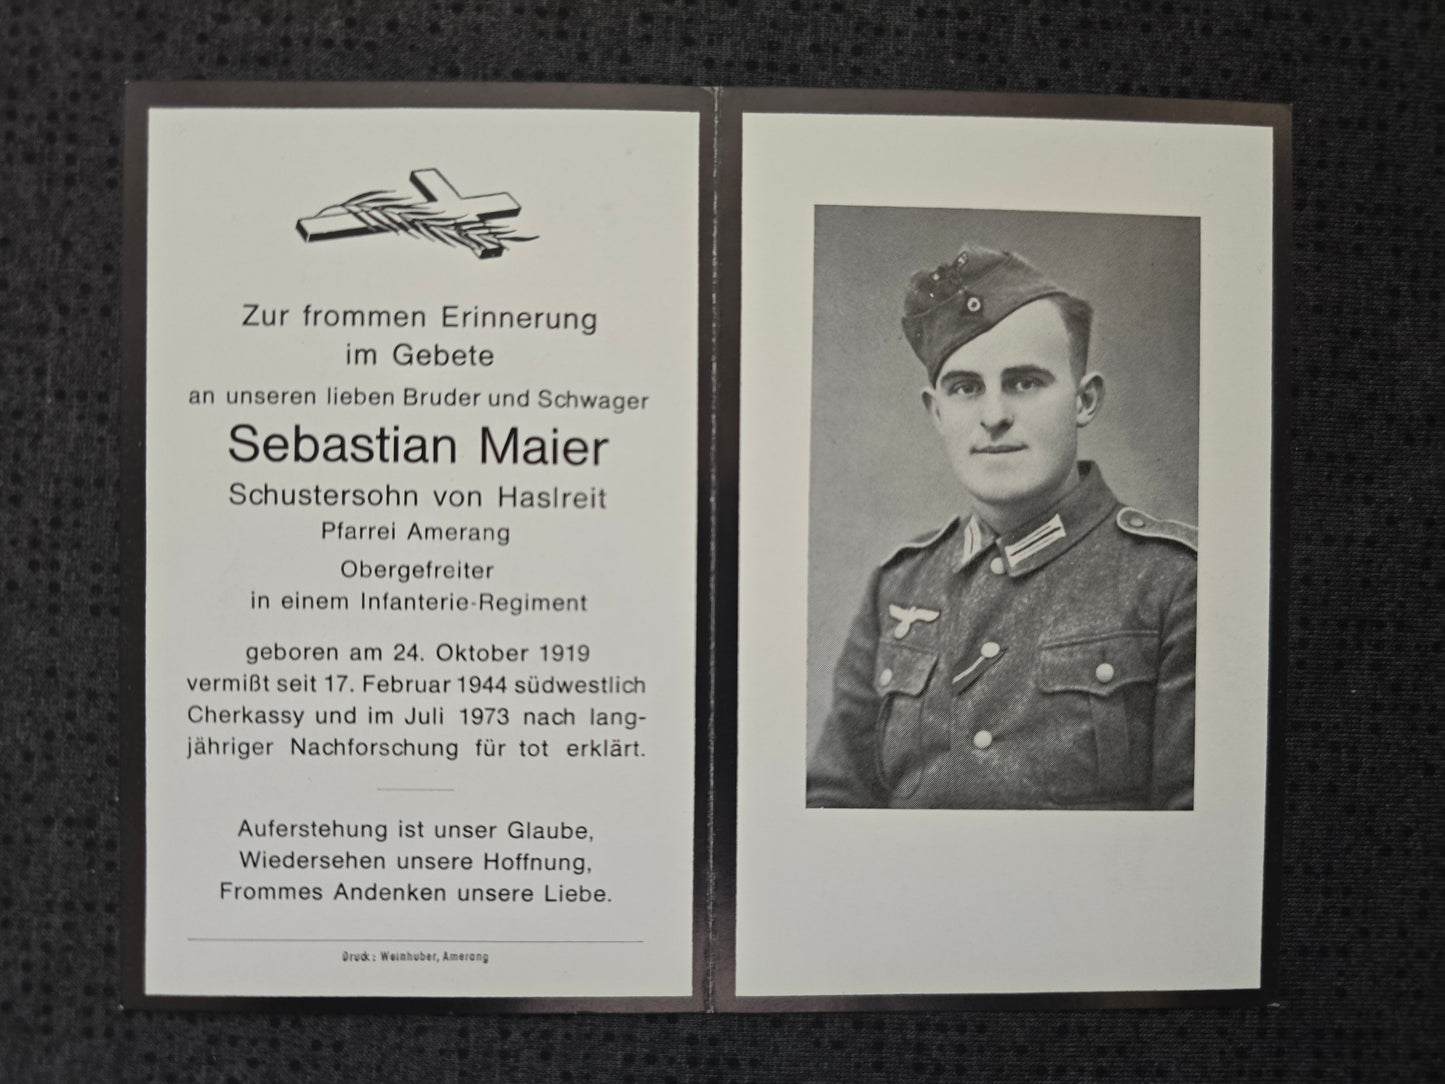 Zur frommen Erinnerung
im Gebete
an unseren lieben Bruder und Schwager
Sebastian Maier
Schustersohn von Haslreit
Pfarrei Amerang
Obergefreiter
in einem Infanterie-Regiment
geboren am 24. Oktober 1919
vermißt seit 17. Februar 1944 südwestlich
Cherkassy und im Juli 1973 nach lang-
jähriger Nachforschung für tot erklärt.
Auferstehung ist unser Glaube,
Wiedersehen unsere Hoffnung,
Frommes Andenken unsere Liebe.
Druck: Weinhuber, Amerang